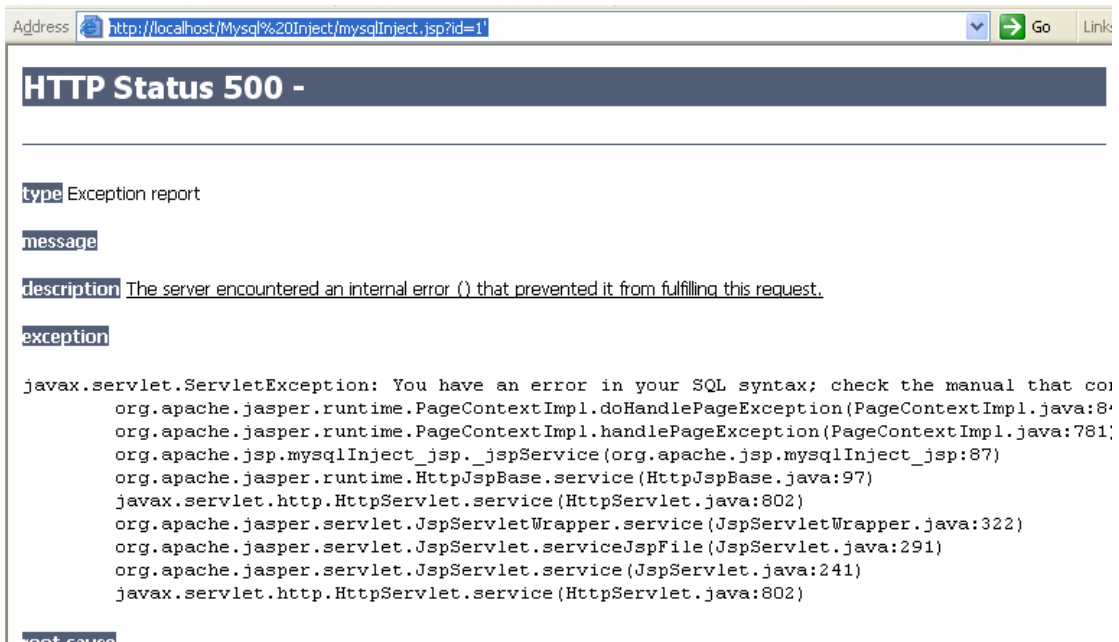 Address http://localhost/Mysql%20Inject/mysqlInject.jsp?id=1' Go Links
HTTP Status 500 -
type Exception report
message
description The server encountered an internal error () that prevented it from fulfilling this request.
exception
javax.servlet.ServletException: You have an error in your SQL syntax; check the manual that
org.apache.jasper.runtime.PageContextImpl.doHandlePageException(PageContextImpl.java:84
org.apache.jasper.runtime.PageContextImpl.handlePageException(PageContextImpl.java:781)
org.apache.jsp.mysqlInject_jsp._jspService(org.apache.jsp.mysqlInject_jsp:87)
org.apache.jasper.runtime.HttpJspBase.service(HttpJspBase.java:97)
javax.servlet.http.HttpServlet.service(HttpServlet.java:802)
org.apache.jasper.servlet.JspServletWrapper.service(JspServletWrapper.java:322)
org.apache.jasper.servlet.JspServlet.serviceJspFile(JspServlet.java:291)
org.apache.jasper.servlet.JspServlet.service(JspServlet.java:241)
javax.servlet.http.HttpServlet.service(HttpServlet.java:802)
root cause